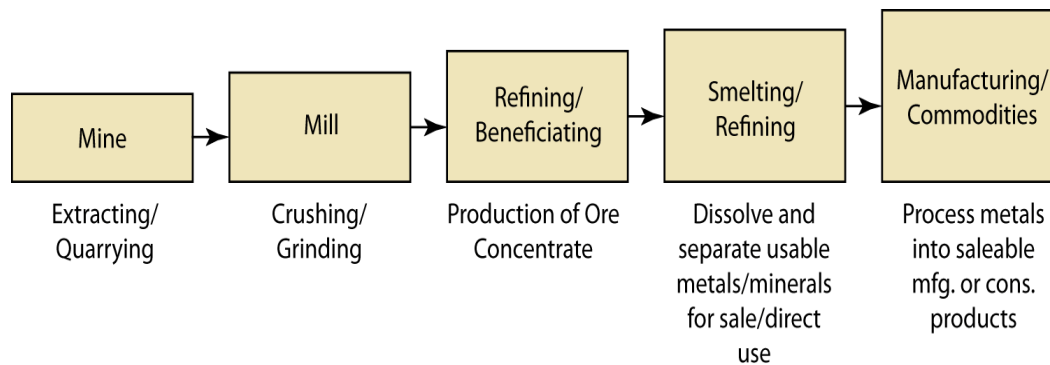 Mine
Mill
Refining/
Beneficiating
Smelting/
Refining
Manufacturing/
Commodities
Extracting/
Quarrying
Crushing/
Grinding
Production of Ore
Concentrate
Dissolve and
separate usable
metals/minerals
for sale/direct
use
Process metals
into saleable
mfg. or cons.
products